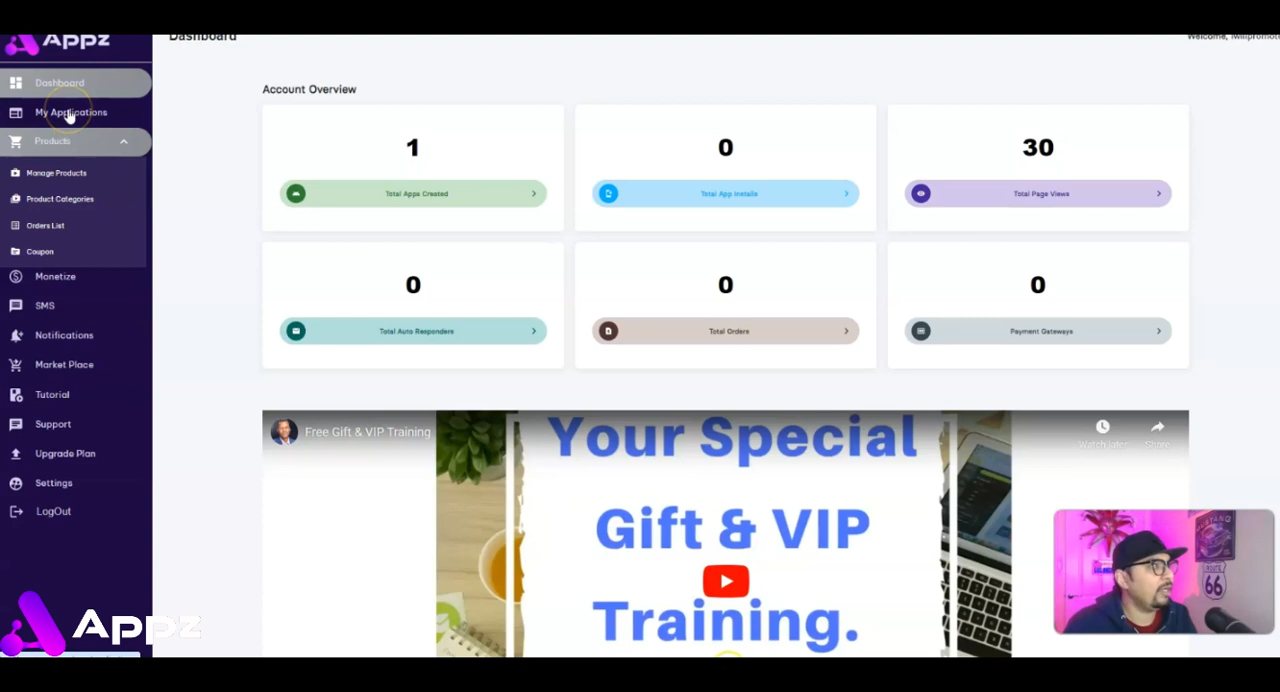 Appz
Dashboard
Welcome, iwillpromot
Dashboard
My Applications
Products
Manage Products
Product Categories
Orders List
Coupon
Monetize
SMS
Notifications
Market Place
Tutorial
Support
Upgrade Plan
Settings
LogOut
Appz
Account Overview
1
Total Apps Created
0
Total App Installs
30
Total Page Views
0
Total Auto Responders
0
Total Orders
0
Payment Gateways
Free Gift & VIP Training
Watch later
Share
Your Special
Gift & VIP
Training.
MUSTANG
ROUTE
66